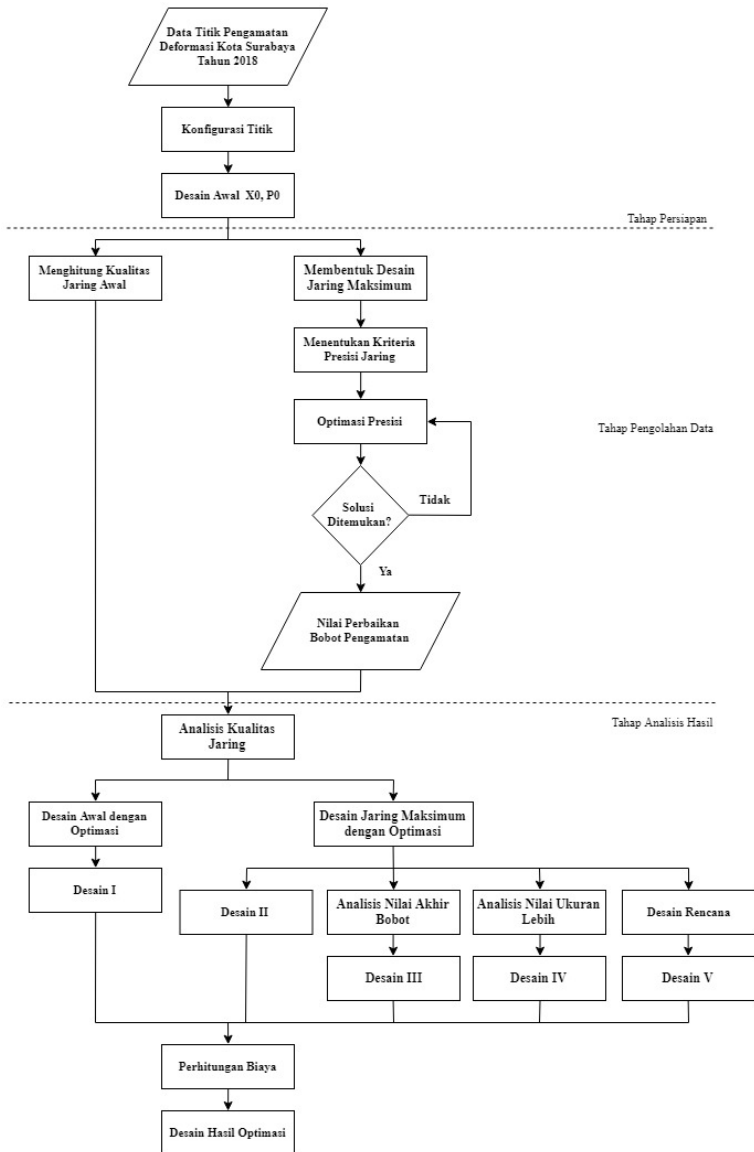 Data Titik Pengamatan
Deformasi Kota Surabaya
Tahun 2018
Konfigurasi Titik
Desain Awal X0, P0
Tahap Persiapan
Menghitung Kualitas
Jaring Awal
Membentuk Desain
Jaring Maksimum
Menentukan Kriteria
Presisi Jaring
Optimasi Presisi
Tahap Pengolahan Data
Solusi
Ditemukan?
Tidak
Ya
Nilai Perbaikan
Bobot Pengamatan
Tahap Analisis Hasil
Analisis Kualitas
Jaring
Desain Awal dengan
Optimasi
Desain Jaring Maksimum
dengan Optimasi
Desain I
Desain II
Analisis Nilai Akhir
Bobot
Analisis Nilai Ukuran
Lebih
Desain Rencana
Desain III
Desain IV
Desain V
Perhitungan Biaya
Desain Hasil Optimasi